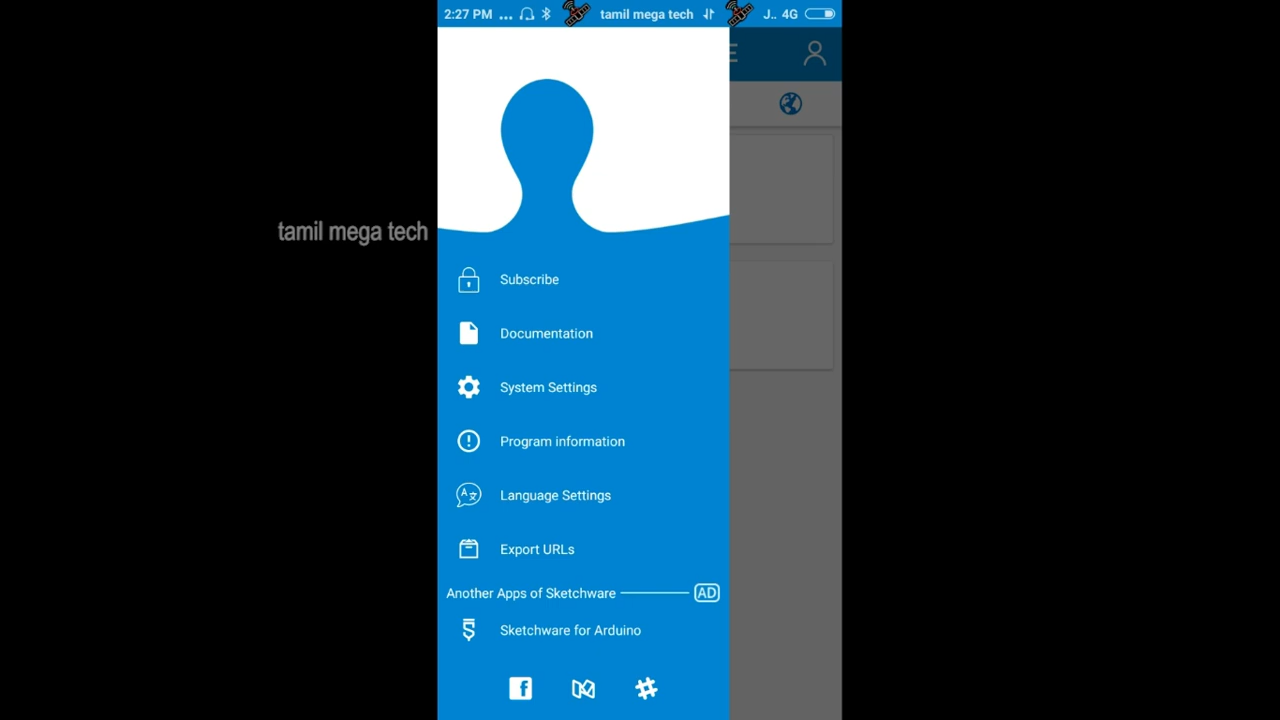 2:27 PM ... tamil mega tech J.. 4G
tamil mega tech
Subscribe
Documentation
System Settings
Program information
Language Settings
Export URLs
Another Apps of Sketchware AD
Sketchware for Arduino